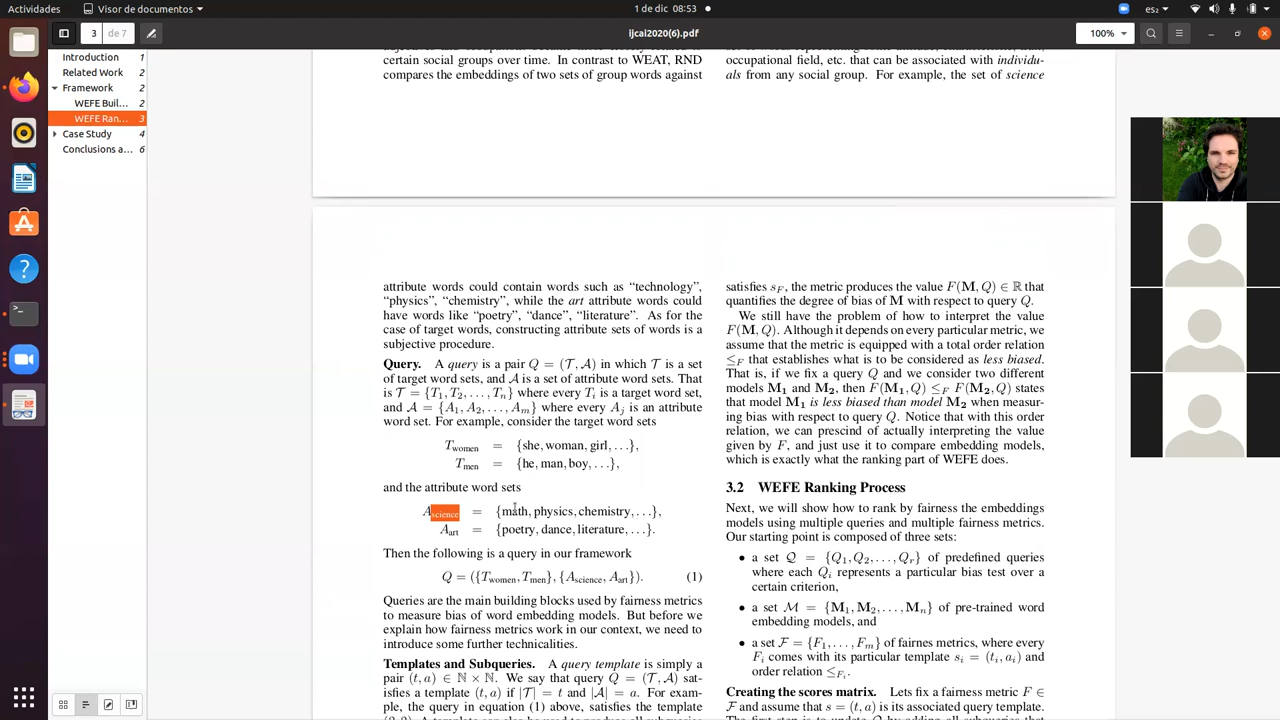 Actividades
Visor de documentos
1 de dic 08:53
es₂
3
de 7
ijcai2020(6).pdf
100%
Introduction 1
Related Work 2
Framework 2
WEFE Buil... 2
WEFE Ran... 3
Case Study 4
Conclusions a... 6
certain social groups over time. In contrast to WEAT, RND
compares the embeddings of two sets of group words against
occupational field, etc. that can be associated with individu-
als from any social group. For example, the set of science
attribute words could contain words such as “technology”,
“physics”, “chemistry”, while the art attribute words could
have words like “poetry”, “dance”, “literature”. As for the
case of target words, constructing attribute sets of words is a
subjective procedure.
Query. A query is a pair Q = (𝒯, 𝒜) in which 𝒯 is a set
of target word sets, and 𝒜 is a set of attribute word sets. That
is 𝒯 = {T₁, T₂, . . . , Tₙ} where every Tᵢ is a target word set,
and 𝒜 = {A₁, A₂, . . . , Aₘ} where every Aⱼ is an attribute
word set. For example, consider the target word sets
T_women = {she, woman, girl, . . .},
T_men = {he, man, boy, . . .},
and the attribute word sets
A_science = {math, physics, chemistry, . . .},
A_art = {poetry, dance, literature, . . .}.
Then the following is a query in our framework
Q = ({T_women, T_men}, {A_science, A_art}). (1)
Queries are the main building blocks used by fairness metrics
to measure bias of word embedding models. But before we
explain how fairness metrics work in our context, we need to
introduce some further technicalities.
Templates and Subqueries. A query template is simply a
pair (t, a) ∈ ℕ × ℕ. We say that query Q = (𝒯, 𝒜) sat-
isfies a template (t, a) if |𝒯| = t and |𝒜| = a. For exam-
ple, the query in equation (1) above, satisfies the template
satisfies s_F, the metric produces the value F(M, Q) ∈ ℝ that
quantifies the degree of bias of M with respect to query Q.
We still have the problem of how to interpret the value
F(M, Q). Although it depends on every particular metric, we
assume that the metric is equipped with a total order relation
≤_F that establishes what is to be considered as less biased.
That is, if we fix a query Q and we consider two different
models M₁ and M₂, then F(M₁, Q) ≤_F F(M₂, Q) states
that model M₁ is less biased than model M₂ when measur-
ing bias with respect to query Q. Notice that with this order
relation, we can prescind of actually interpreting the value
given by F, and just use it to compare embedding models,
which is exactly what the ranking part of WEFE does.
3.2 WEFE Ranking Process
Next, we will show how to rank by fairness the embeddings
models using multiple queries and multiple fairness metrics.
Our starting point is composed of three sets:
• a set 𝒬 = {Q₁, Q₂, . . . , Qᵣ} of predefined queries
where each Qᵢ represents a particular bias test over a
certain criterion,
• a set ℳ = {M₁, M₂, . . . , Mₙ} of pre-trained word
embedding models, and
• a set ℱ = {F₁, . . . , Fₘ} of fairnes metrics, where every
Fᵢ comes with its particular template sᵢ = (tᵢ, aᵢ) and
order relation ≤_Fᵢ.
Creating the scores matrix. Lets fix a fairness metric F ∈
ℱ and assume that s = (t, a) is its associated query template.